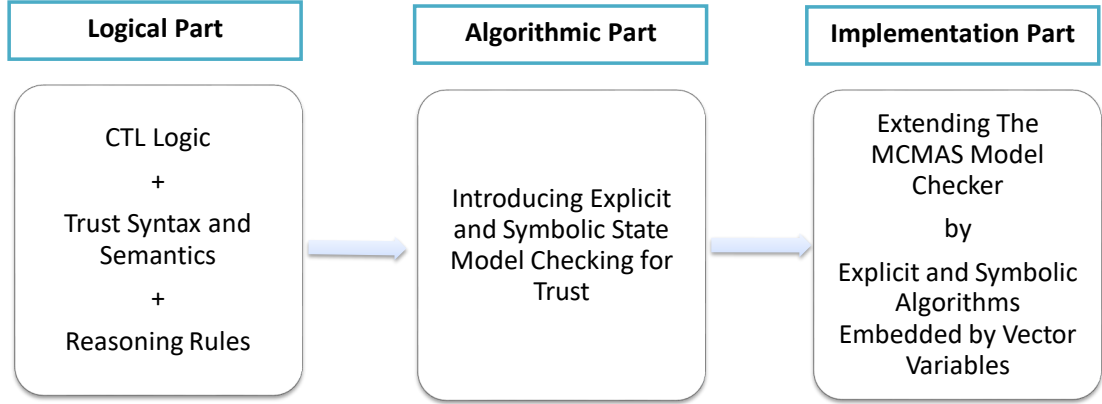 Logical Part
CTL Logic
+
Trust Syntax and
Semantics
+
Reasoning Rules
Algorithmic Part
Introducing Explicit
and Symbolic State
Model Checking for
Trust
Implementation Part
Extending The
MCMAS Model
Checker
by
Explicit and Symbolic
Algorithms
Embedded by Vector
Variables